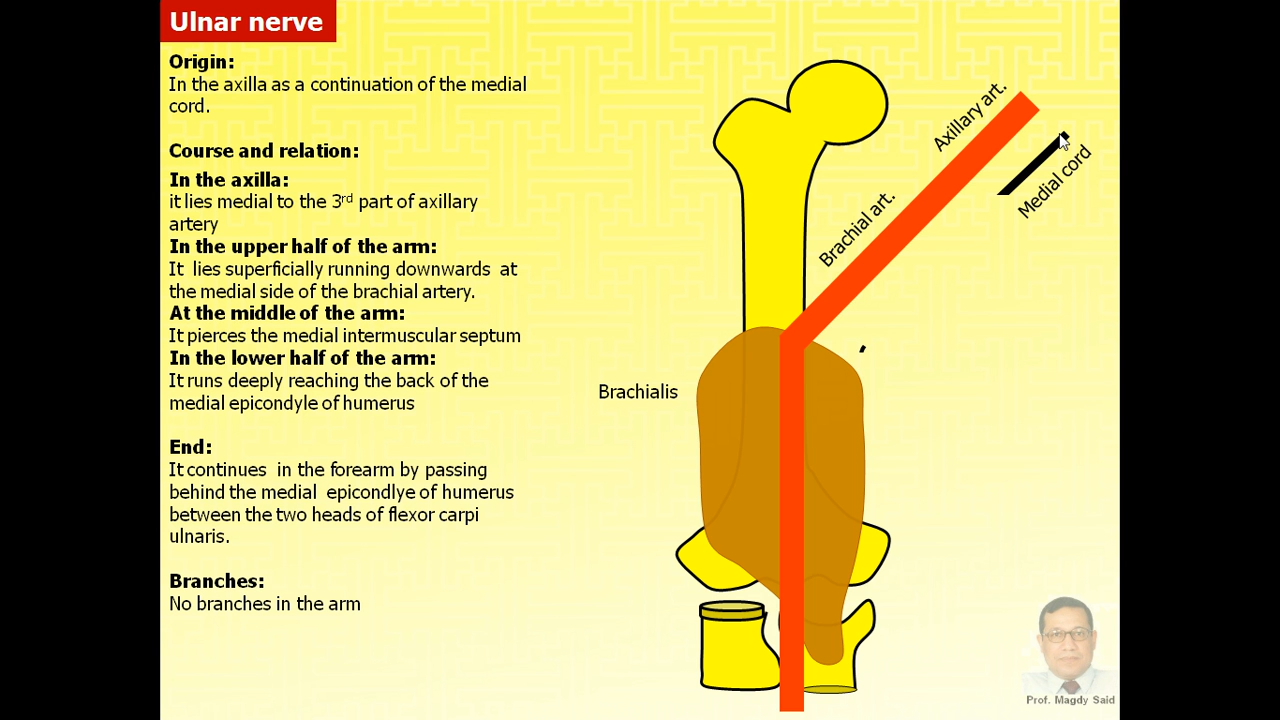 Ulnar nerve
Origin:
In the axilla as a continuation of the medial
cord.
Course and relation:
In the axilla:
it lies medial to the 3rd part of axillary
artery
In the upper half of the arm:
It lies superficially running downwards at
the medial side of the brachial artery.
At the middle of the arm:
It pierces the medial intermuscular septum
In the lower half of the arm:
It runs deeply reaching the back of the
medial epicondyle of humerus
End:
It continues in the forearm by passing
behind the medial epicondlye of humerus
between the two heads of flexor carpi
ulnaris.
Branches:
No branches in the arm
Axillary art.
Medial cord
Brachial art.
Brachialis
Prof. Magdy Said